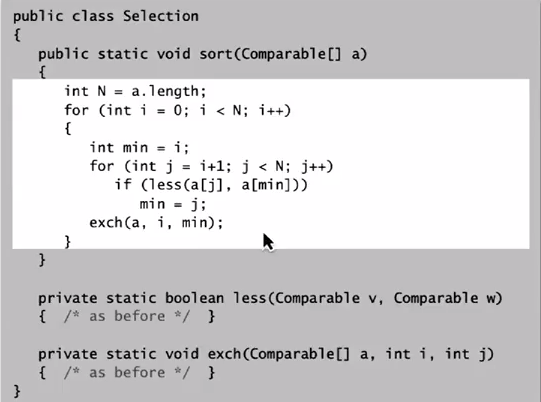 public class Selection
{
public static void sort(Comparable[] a)
{
int N = a.length;
for (int i = 0; i < N; i++)
{
int min = i;
for (int j = i+1; j < N; j++)
if (less(a[j], a[min]))
min = j;
exch(a, i, min);
}
}
private static boolean less(Comparable v, Comparable w)
{ /* as before */ }
private static void exch(Comparable[] a, int i, int j)
{ /* as before */ }
}